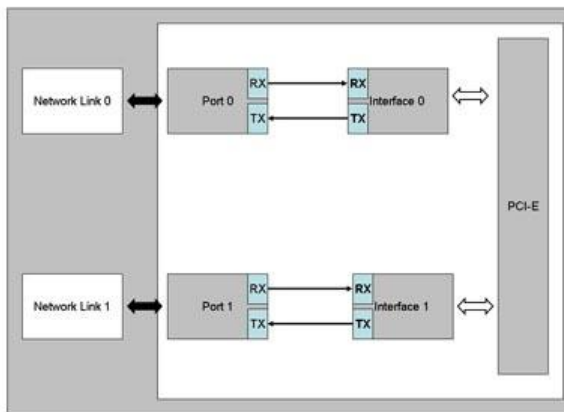 RX
RX
Network Link 0
Port 0
Interface 0
TX
TX
PCI-E
RX
RX
Network Link 1
Port 1
Interface 1
TX
TX